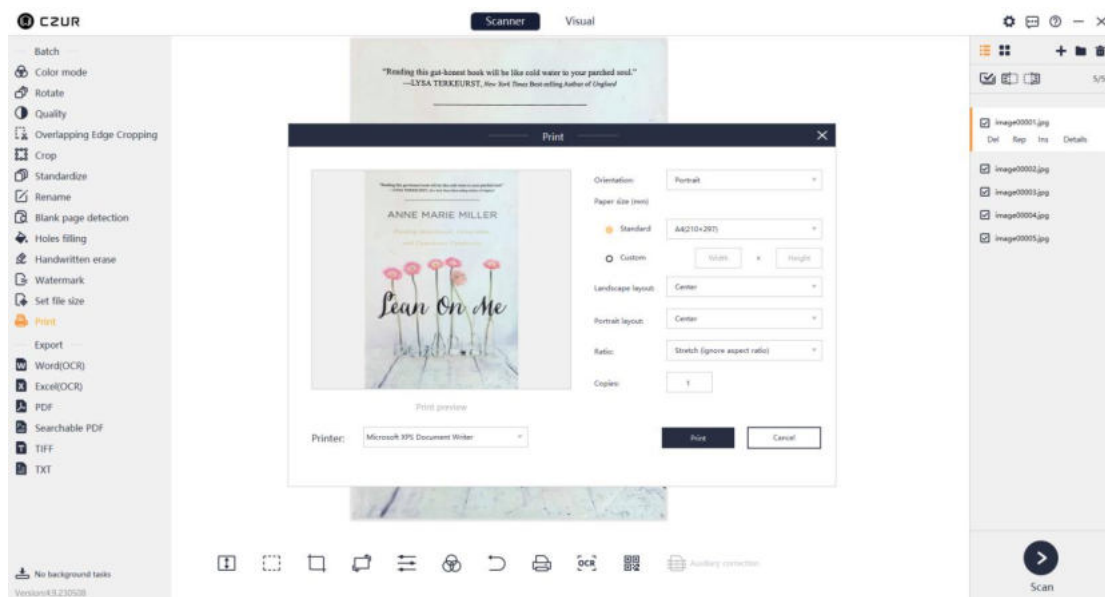 CZUR
Scanner
Visual
Batch
Color mode
Rotate
Quality
Overlapping Edge Cropping
Crop
Standardize
Rename
Blank page detection
Holes filling
Handwritten erase
Watermark
Set file size
Print
Export
Word(OCR)
Excel(OCR)
PDF
Searchable PDF
TIFF
TXT
No background tasks
Version:4.9.230508
"Reading this gut-honest book will be like cold water to your parched soul."
—LYSA TERKEURST, New York Times Best-selling Author of Unglued
Print
ANNE MARIE MILLER
Lean On Me
Print preview
Printer:
Microsoft XPS Document Writer
Orientation:
Portrait
Paper size (mm)
Standard
A4(210×297)
Custom
Width
x
Height
Landscape layout:
Center
Portrait layout:
Center
Ratio:
Stretch (ignore aspect ratio)
Copies:
1
Print
Cancel
OCR
Auxiliary correction
5/5
image00001.jpg
Del Rep Ins Details
image00002.jpg
image00003.jpg
image00004.jpg
image00005.jpg
Scan